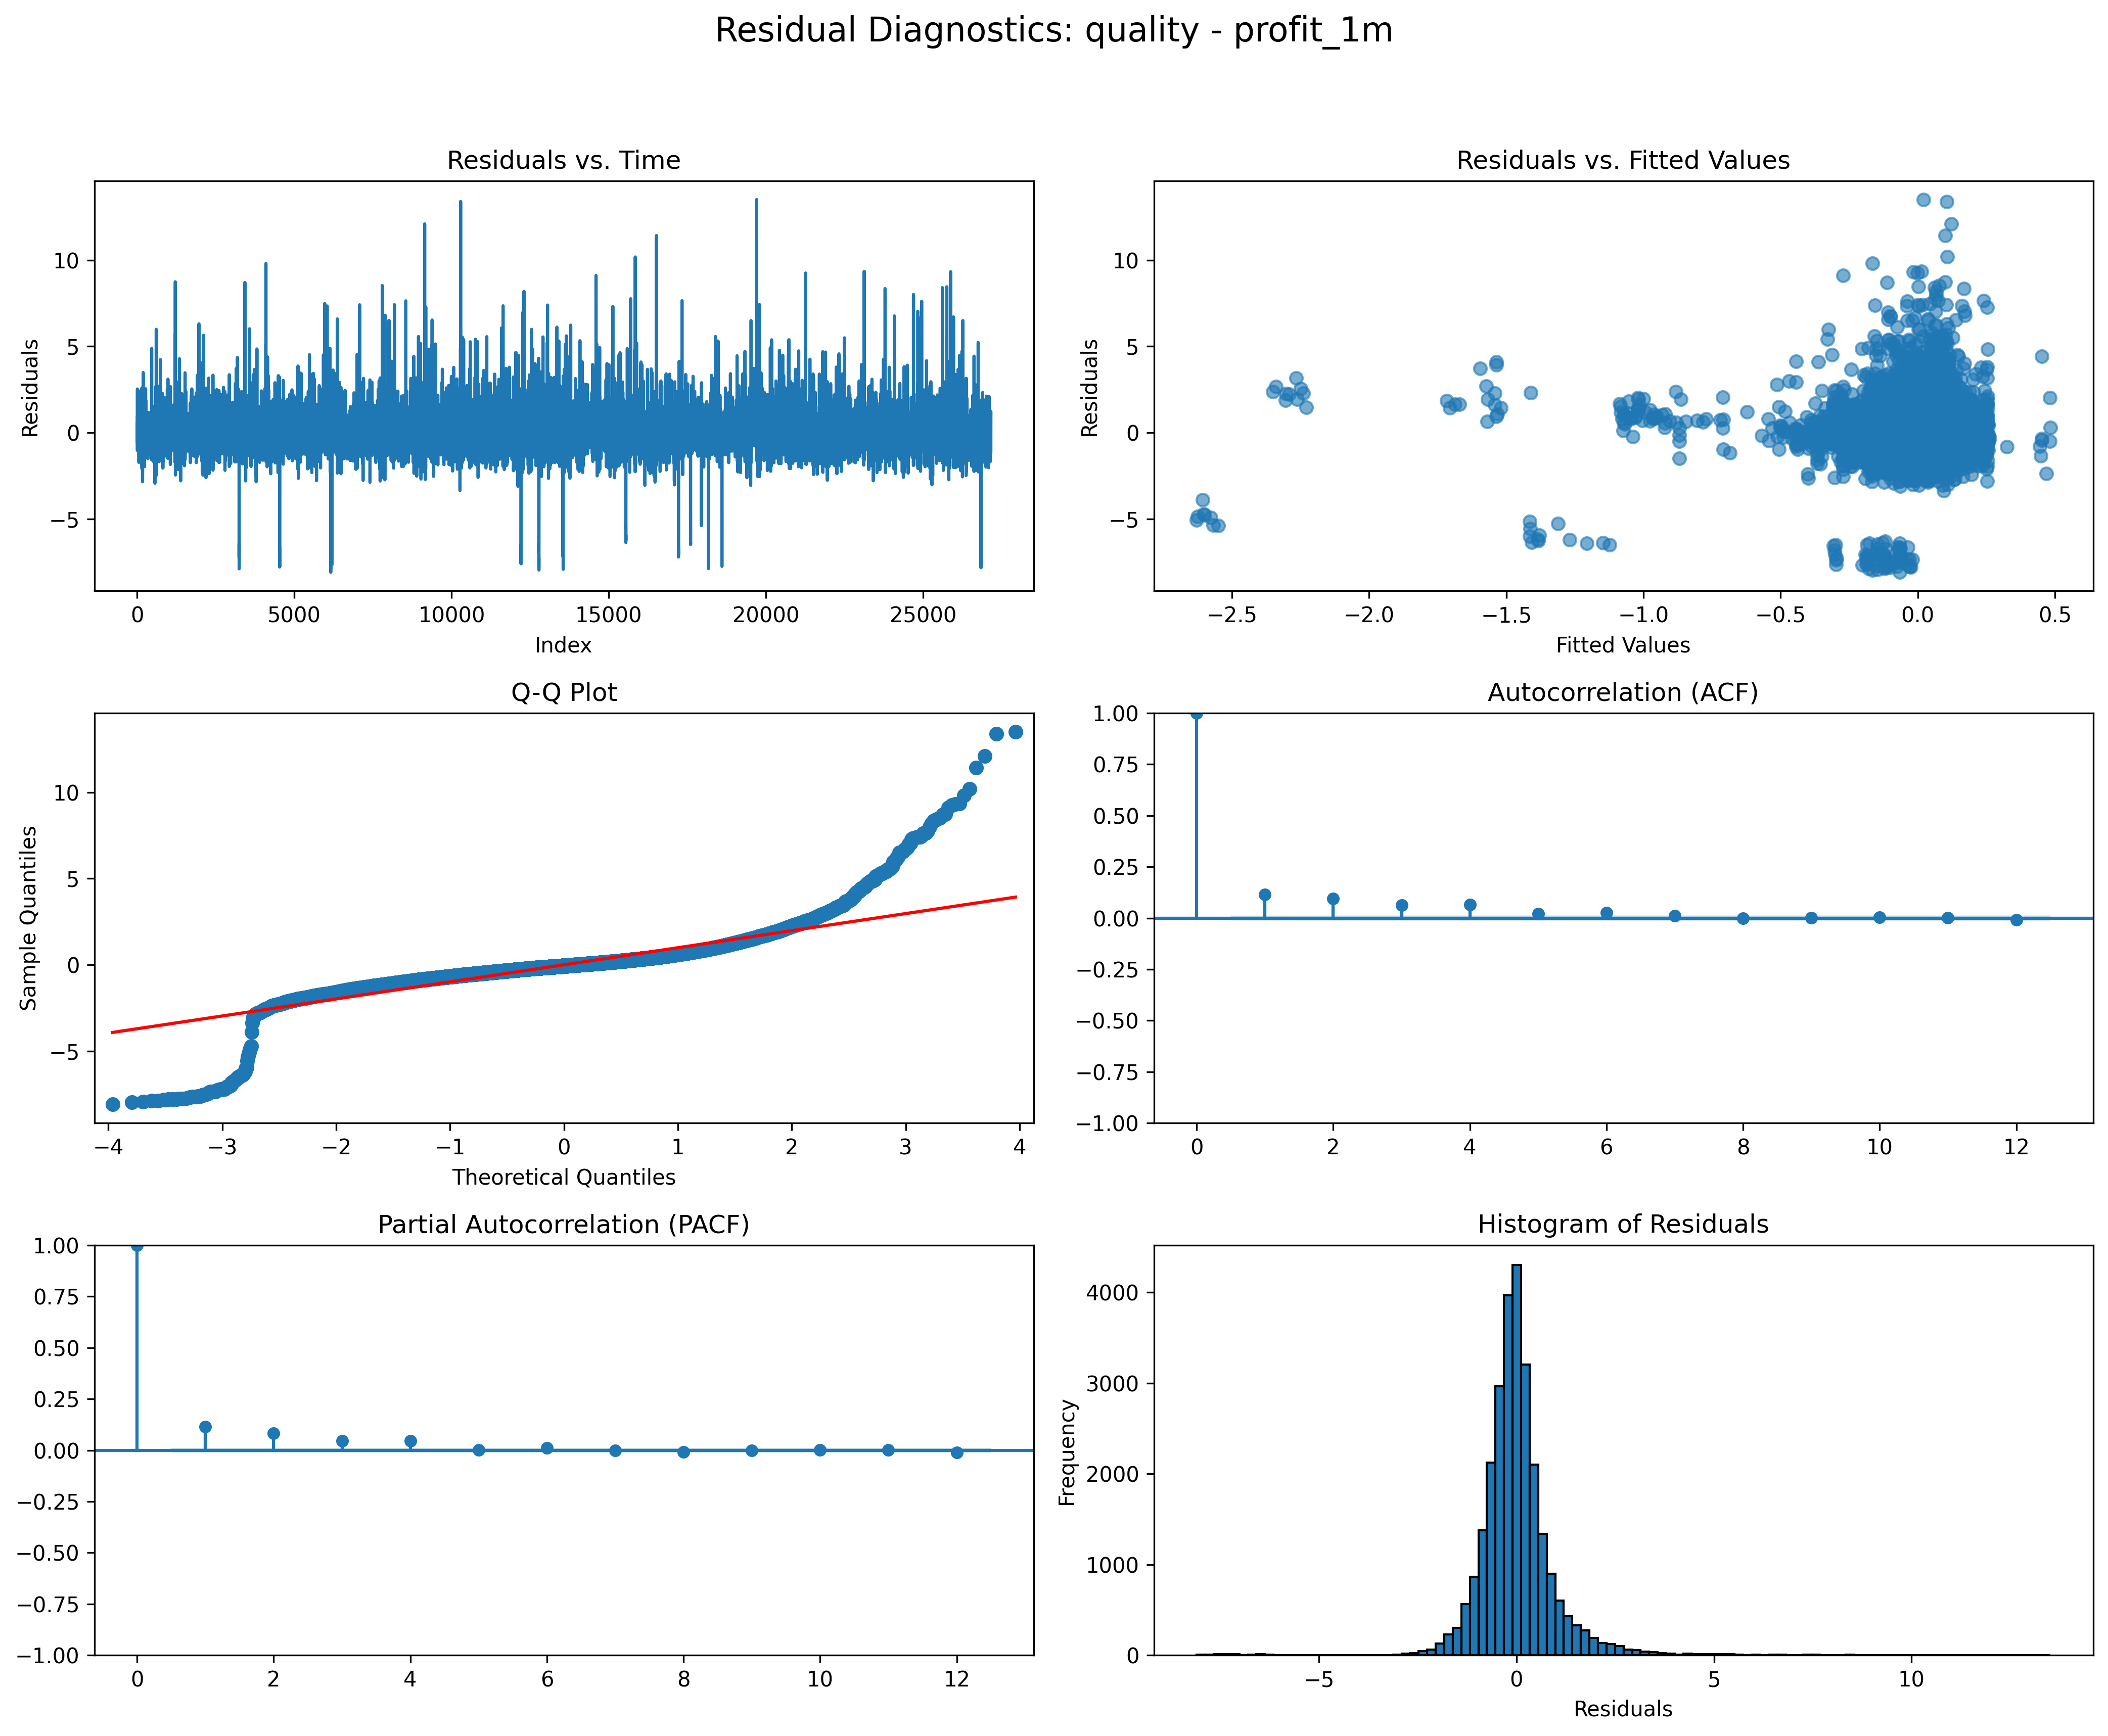 Residual Diagnostics: quality - profit_1m
Residuals vs. Time
Residuals
10
5
0
−5
0 5000 10000 15000 20000 25000
Index
Residuals vs. Fitted Values
Residuals
10
5
0
−5
−2.5 −2.0 −1.5 −1.0 −0.5 0.0 0.5
Fitted Values
Q-Q Plot
Sample Quantiles
10
5
0
−5
−4 −3 −2 −1 0 1 2 3 4
Theoretical Quantiles
Autocorrelation (ACF)
1.00
0.75
0.50
0.25
0.00
−0.25
−0.50
−0.75
−1.00
0 2 4 6 8 10 12
Partial Autocorrelation (PACF)
1.00
0.75
0.50
0.25
0.00
−0.25
−0.50
−0.75
−1.00
0 2 4 6 8 10 12
Histogram of Residuals
Frequency
4000
3000
2000
1000
0
−5 0 5 10
Residuals